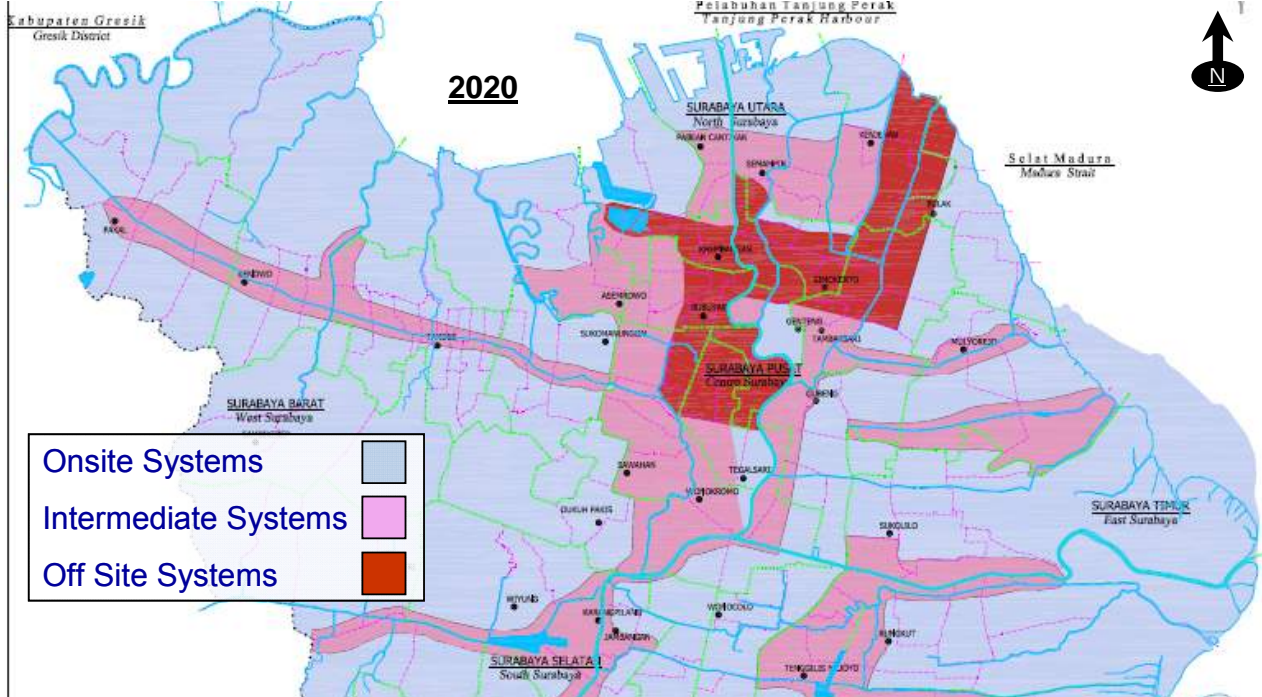 Kabupaten Gresik
Gresik District
Pelabuhan Tanjung Perak
Tanjung Perak Harbour
N
2020
SURABAYA UTARA
North Surabaya
PABEAN CANTIKAN
SEMAMPIR
KENJERAN
Selat Madura
Madura Strait
BULAK
PAKAL
BENOWO
KREMBANGAN
SIMOKERTO
ASEMROWO
BUBUTAN
GENTENG
TAMBAKSARI
SUKOMANUNGGAL
TANDES
MULYOREJO
SURABAYA PUSAT
Centre Surabaya
GUBENG
SURABAYA BARAT
West Surabaya
Onsite Systems
Intermediate Systems
Off Site Systems
SAWAHAN
TEGALSARI
WONOKROMO
DUKUH PAKIS
SURABAYA TIMUR
East Surabaya
SUKOLILO
WIYUNG
WONOCOLO
JAMBANGAN
RUNGKUT
SURABAYA SELATAN
South Surabaya
TENGGILIS MEJOYO